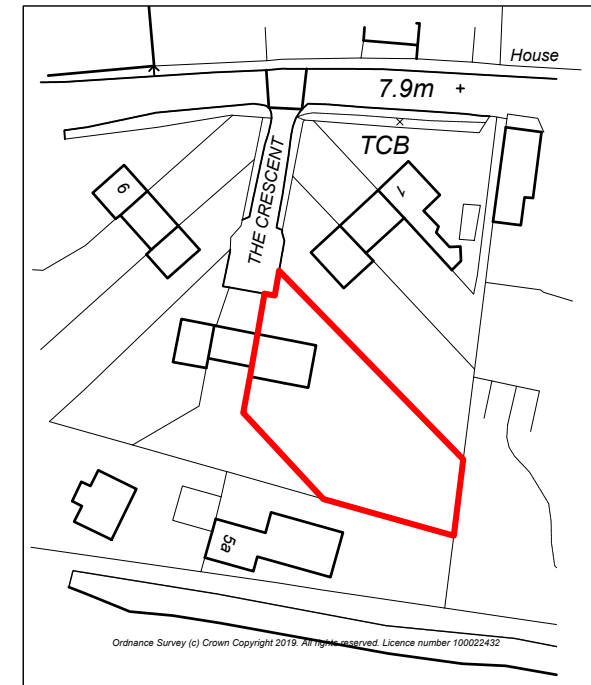 House
7.9m +
TCB
THE CRESCENT
6
7
5a
Ordnance Survey (c) Crown Copyright 2019. All rights reserved. Licence number 100022432